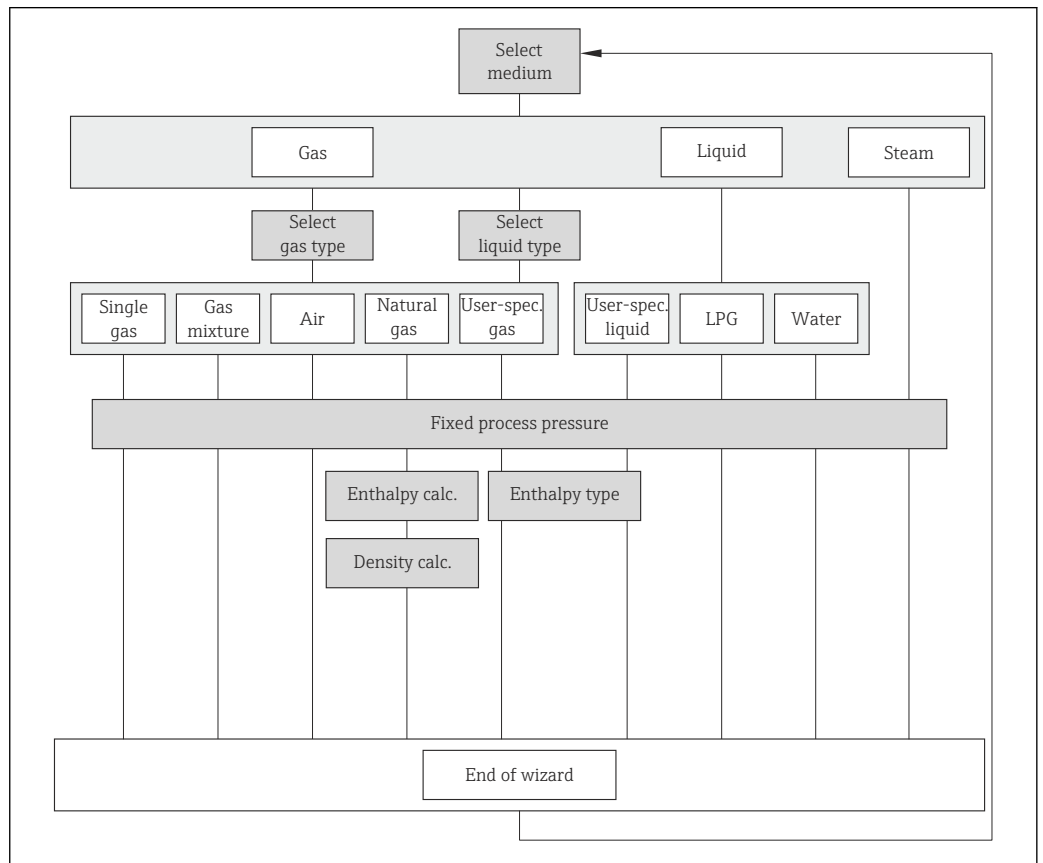 Select
medium
Gas
Liquid
Steam
Select
gas type
Select
liquid type
Single
gas
Gas
mixture
Air
Natural
gas
User-spec.
gas
User-spec.
liquid
LPG
Water
Fixed process pressure
Enthalpy calc.
Enthalpy type
Density calc.
End of wizard